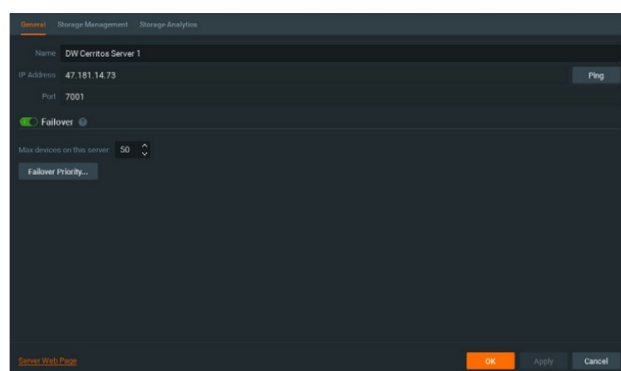 General Storage Management Storage Analytics
Name DW Cerritos Server 1
IP Address 47.181.14.73 Ping
Port 7001
Failover ?
Max devices on this server: 50
Failover Priority...
Server Web Page OK Apply Cancel